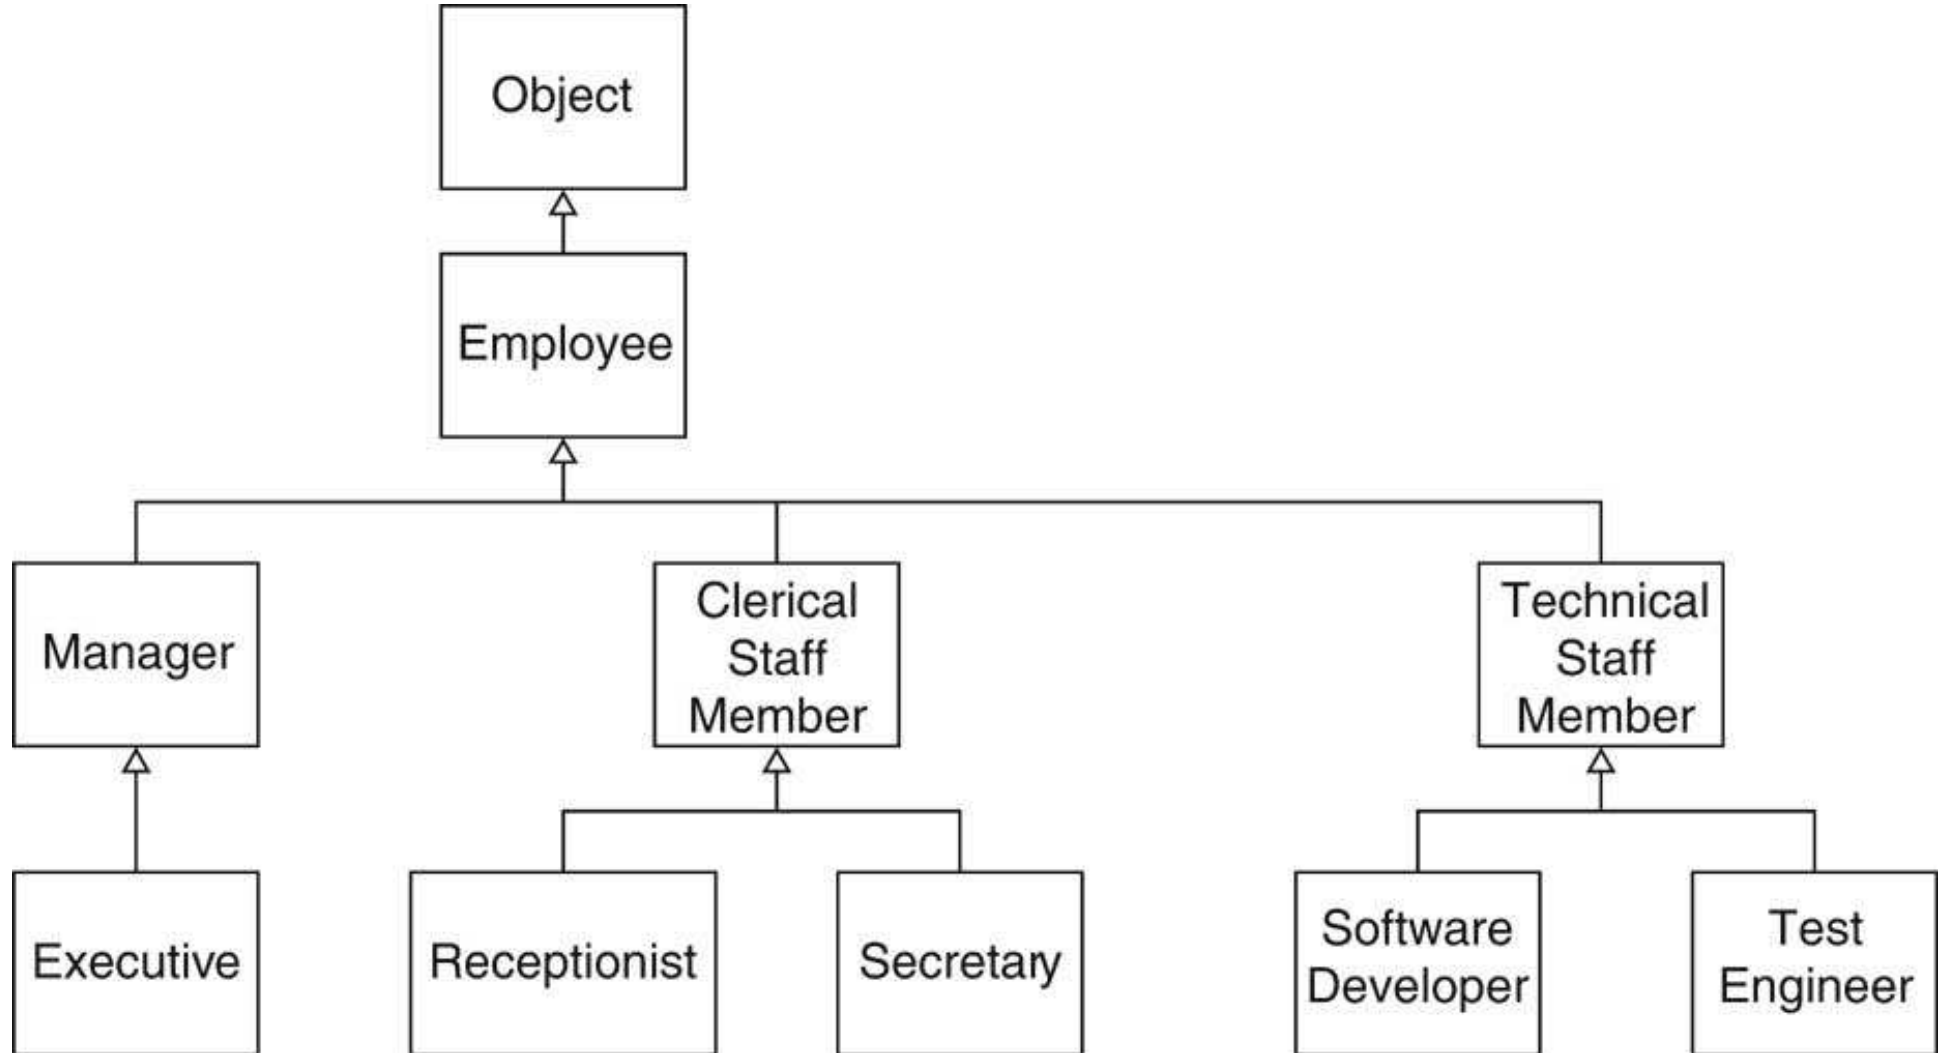 Object
Employee
Manager
Clerical
Staff
Member
Technical
Staff
Member
Executive
Receptionist
Secretary
Software
Developer
Test
Engineer